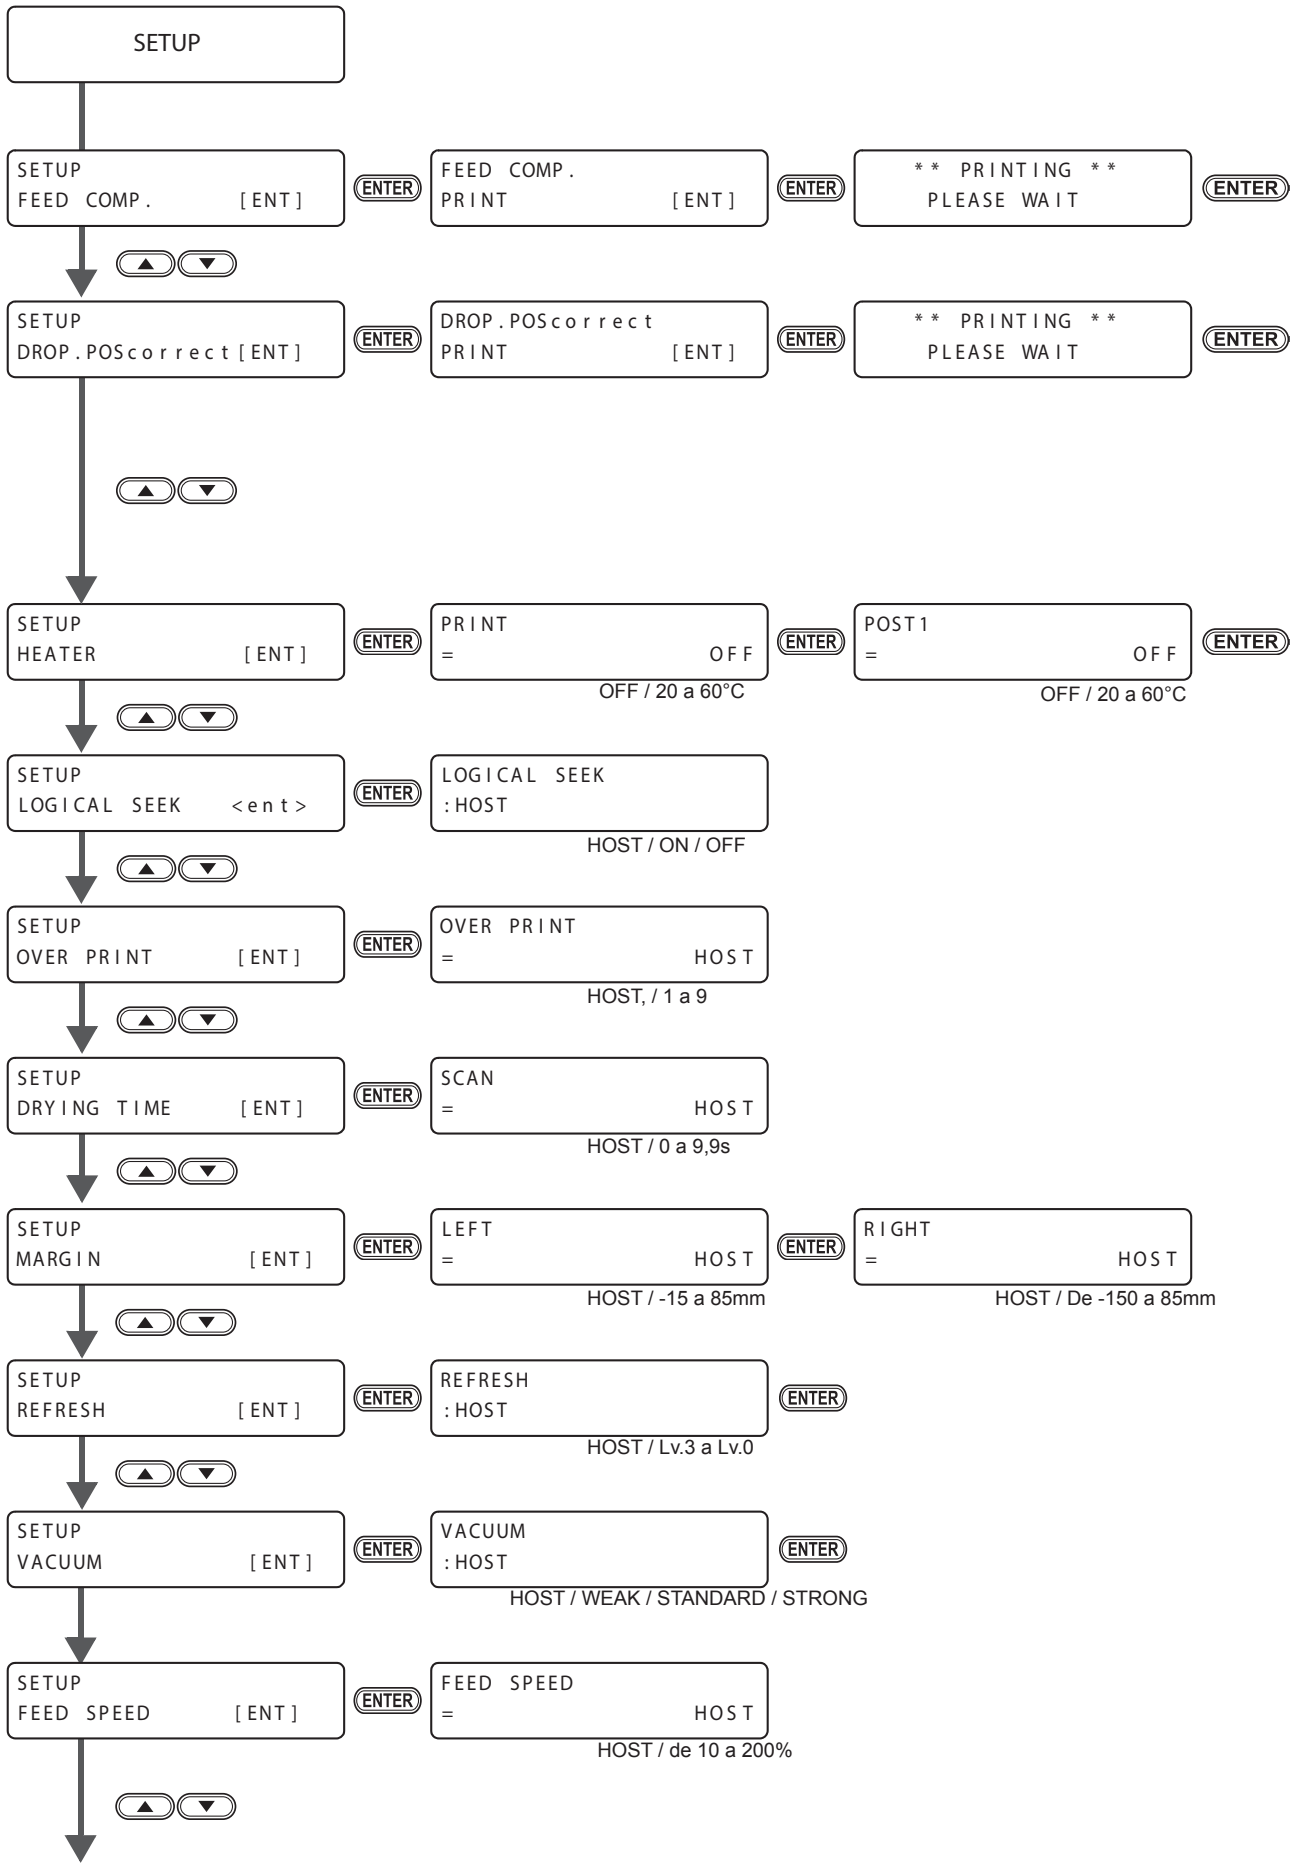 SETUP
SETUP
FEED COMP. [ENT]
ENTER
FEED COMP.
PRINT [ENT]
ENTER
** PRINTING **
PLEASE WAIT
ENTER
SETUP
DROP.POScorrect[ENT]
ENTER
DROP.POScorrect
PRINT [ENT]
ENTER
** PRINTING **
PLEASE WAIT
ENTER
SETUP
HEATER [ENT]
ENTER
PRINT
= OFF
OFF / 20 a 60°C
ENTER
POST1
= OFF
OFF / 20 a 60°C
ENTER
SETUP
LOGICAL SEEK <ent>
ENTER
LOGICAL SEEK
:HOST
HOST / ON / OFF
SETUP
OVER PRINT [ENT]
ENTER
OVER PRINT
= HOST
HOST, / 1 a 9
SETUP
DRYING TIME [ENT]
ENTER
SCAN
= HOST
HOST / 0 a 9,9s
SETUP
MARGIN [ENT]
ENTER
LEFT
= HOST
HOST / -15 a 85mm
ENTER
RIGHT
= HOST
HOST / De -150 a 85mm
SETUP
REFRESH [ENT]
ENTER
REFRESH
:HOST
HOST / Lv.3 a Lv.0
ENTER
SETUP
VACUUM [ENT]
ENTER
VACUUM
:HOST
HOST / WEAK / STANDARD / STRONG
ENTER
SETUP
FEED SPEED [ENT]
ENTER
FEED SPEED
= HOST
HOST / de 10 a 200%